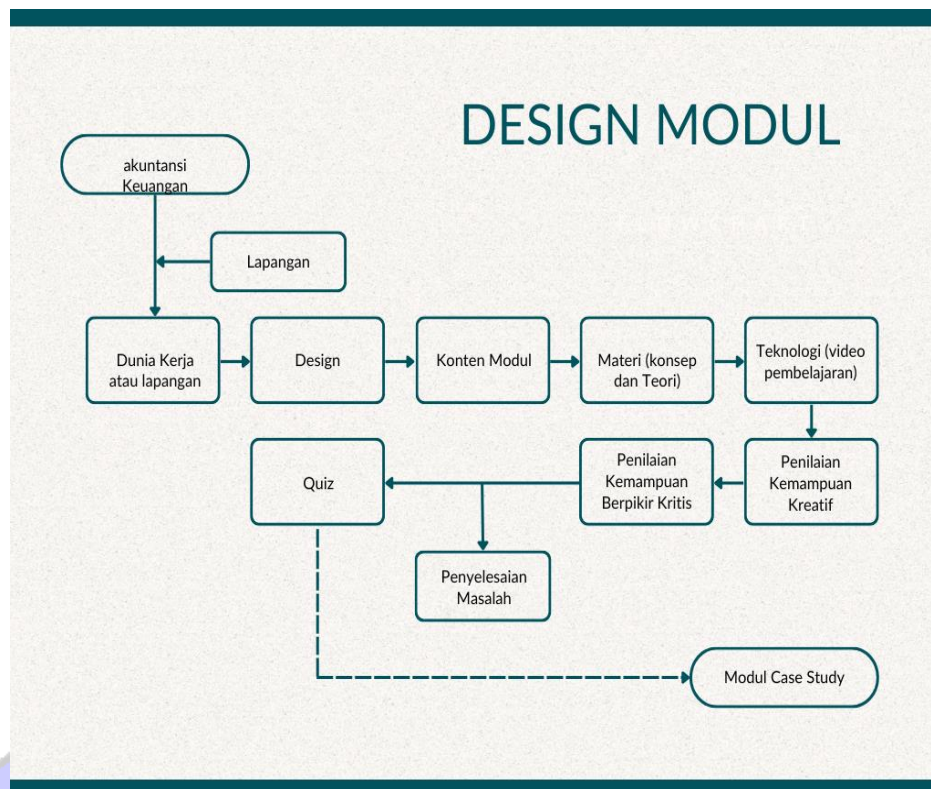 DESIGN MODUL
akuntansi
Keuangan
Lapangan
Dunia Kerja
atau lapangan
Design
Konten Modul
Materi (konsep
dan Teori)
Teknologi (video
pembelajaran)
Quiz
Penilaian
Kemampuan
Berpikir Kritis
Penilaian
Kemampuan
Kreatif
Penyelesaian
Masalah
Modul Case Study